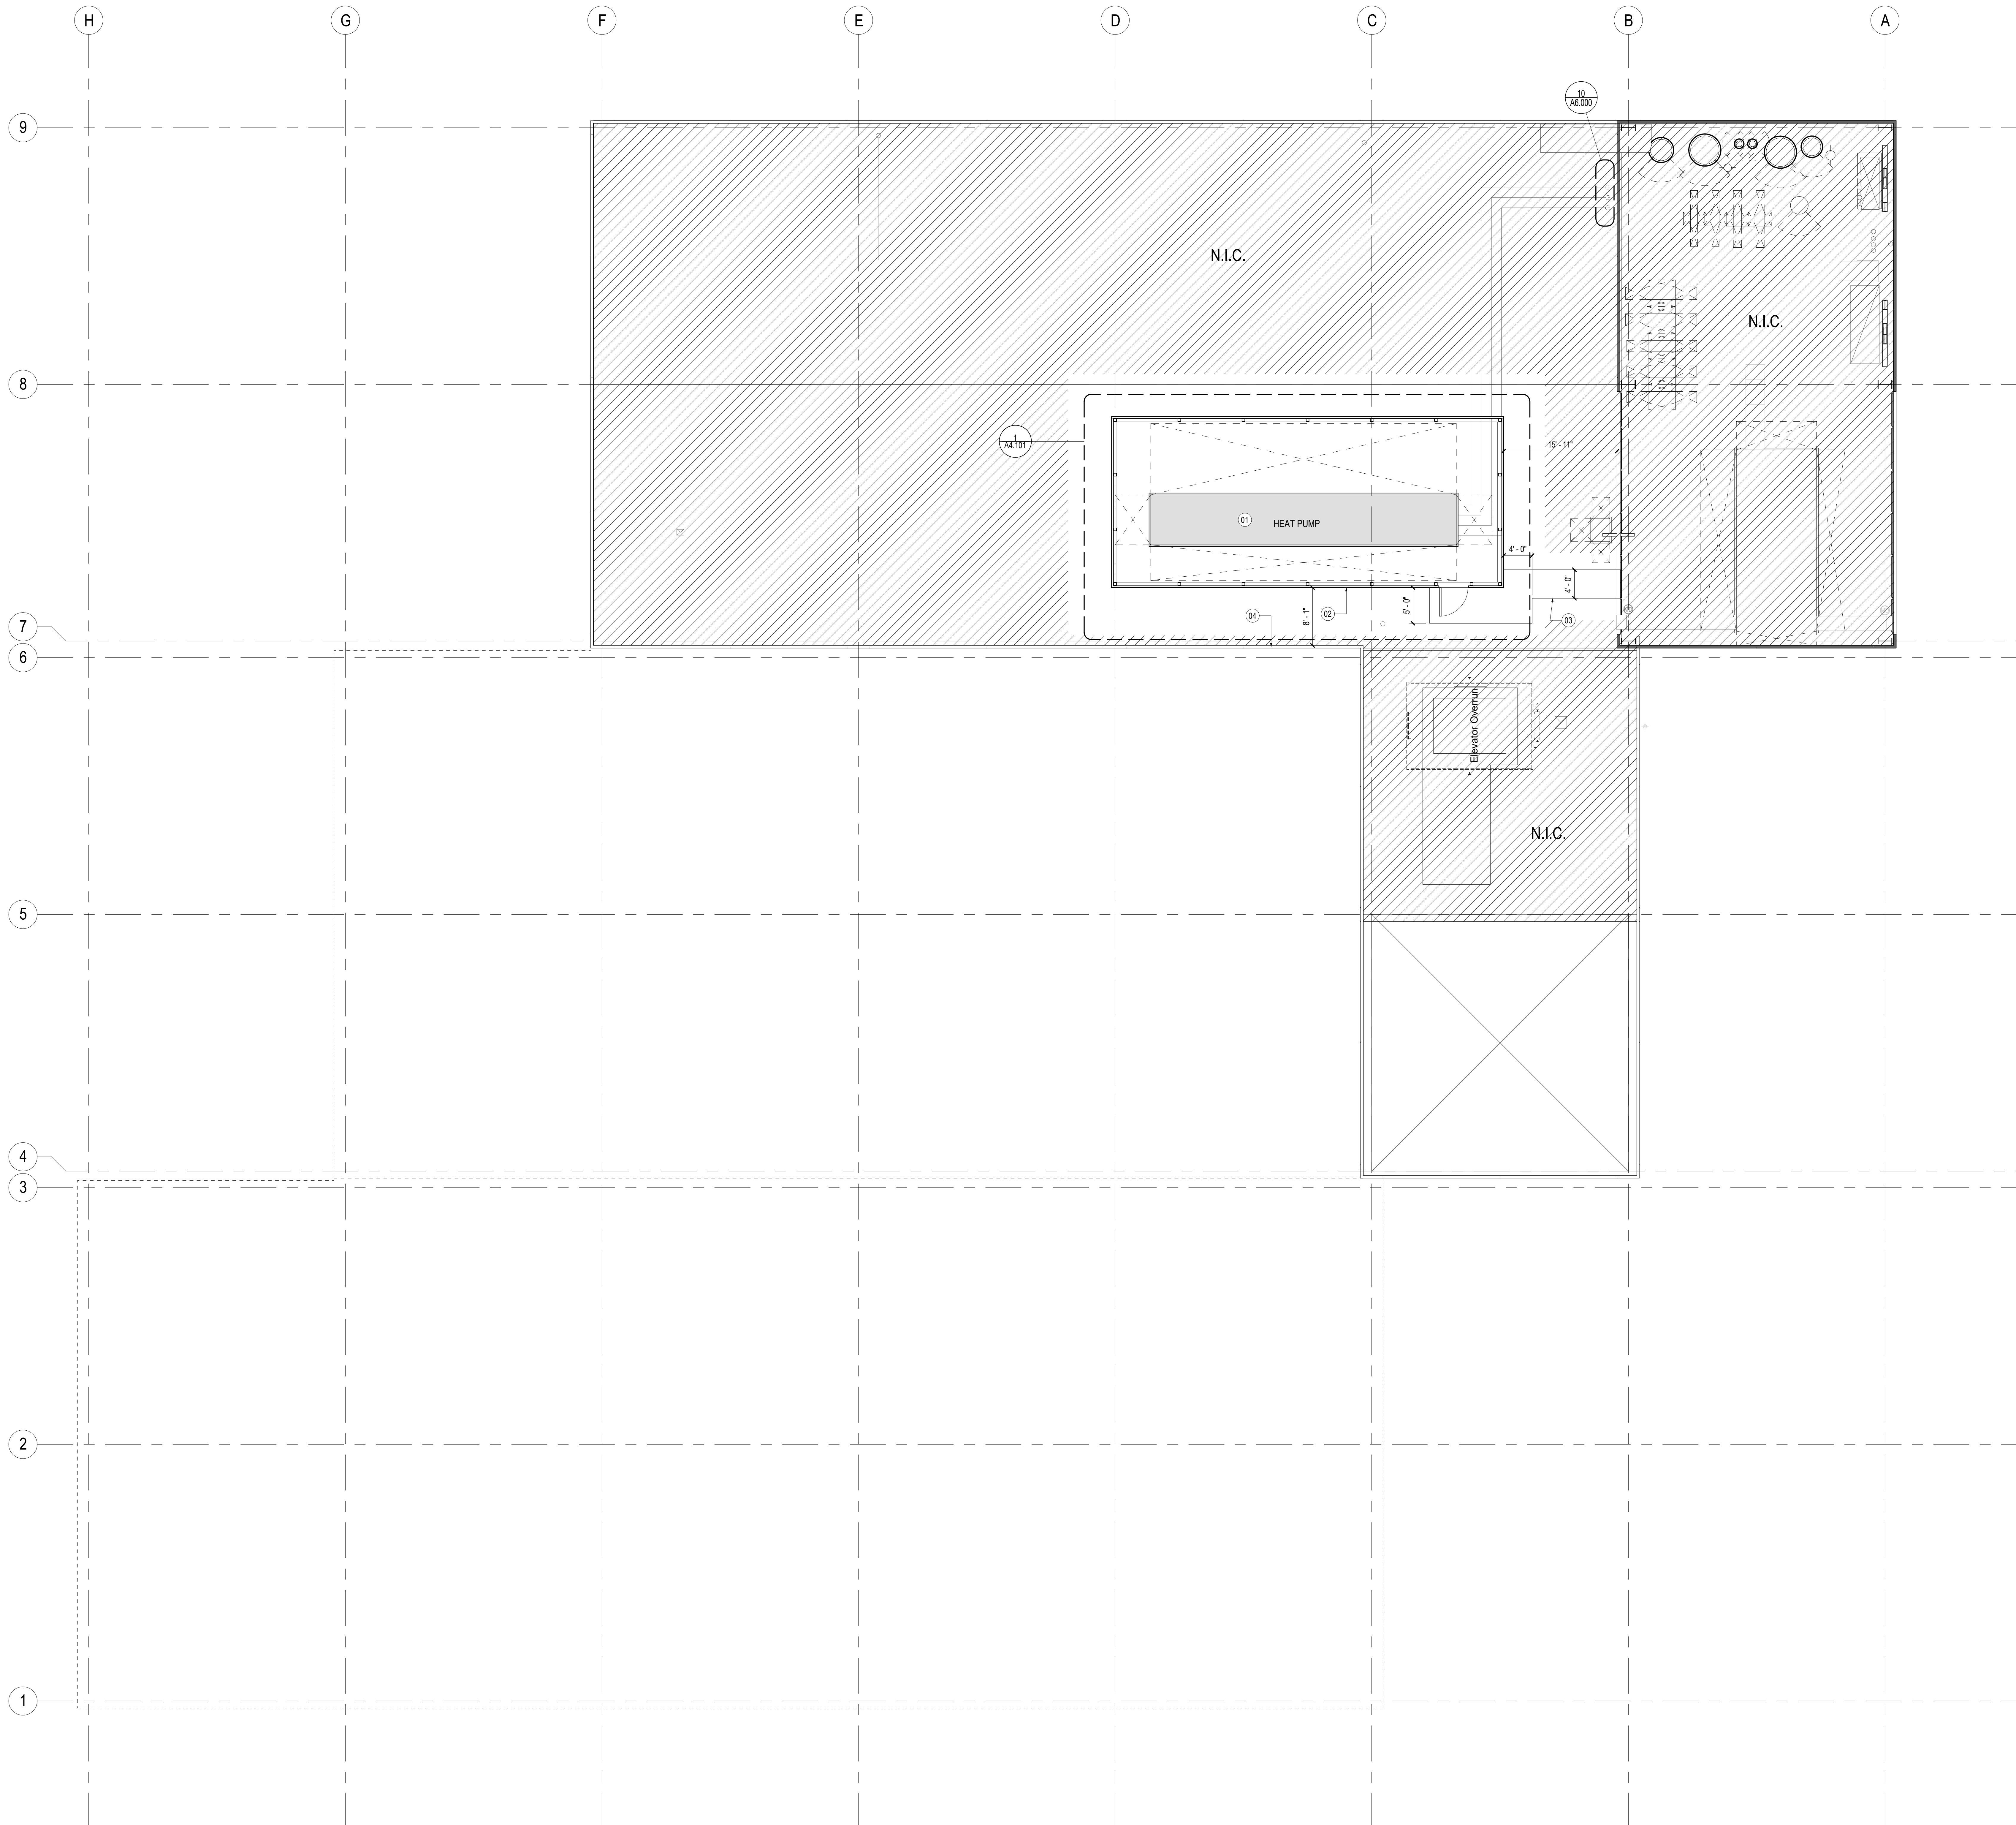 H G F E D C B A
10
A6.000
9
N.I.C.
N.I.C.
8
1
A4.101
15' - 11"
01
HEAT PUMP
4' - 0"
4' - 0"
5' - 0"
8' - 1"
04
02
03
7
6
Elevator Overrun
N.I.C.
5
4
3
2
1